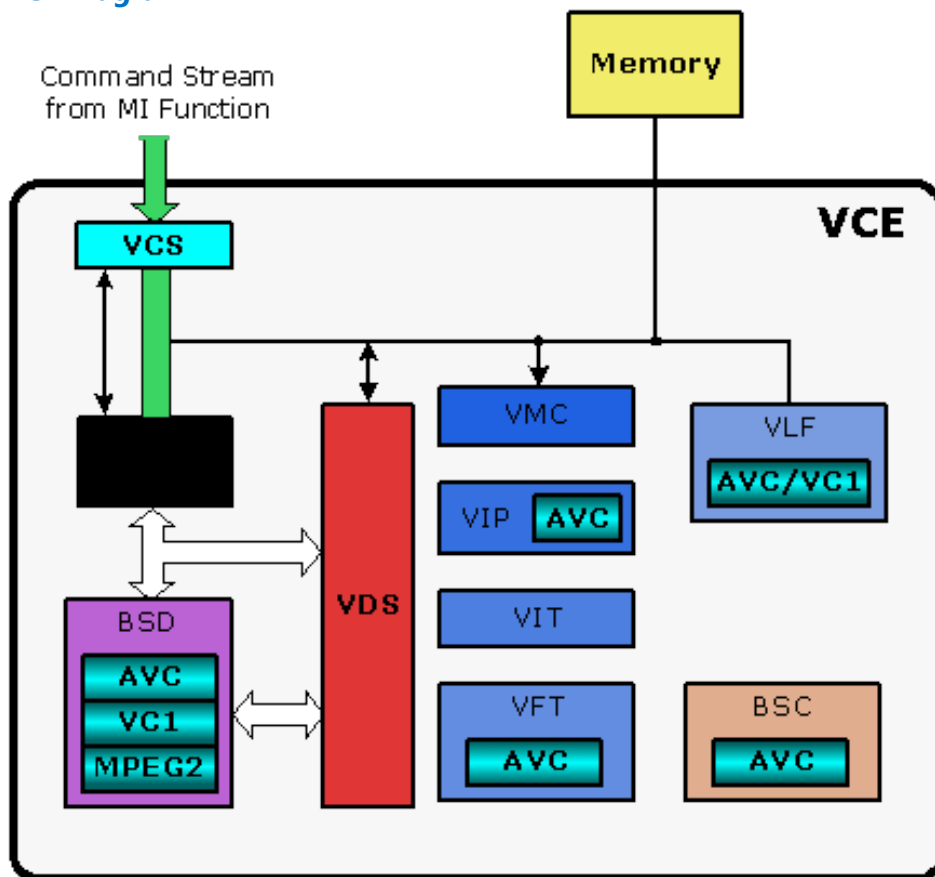 Memory
Command Stream
from MI Function
VCE
VCS
VMC
VLF
AVC/VC1
VIP
AVC
VDS
VIT
BSD
AVC
VC1
MPEG2
VFT
AVC
BSC
AVC